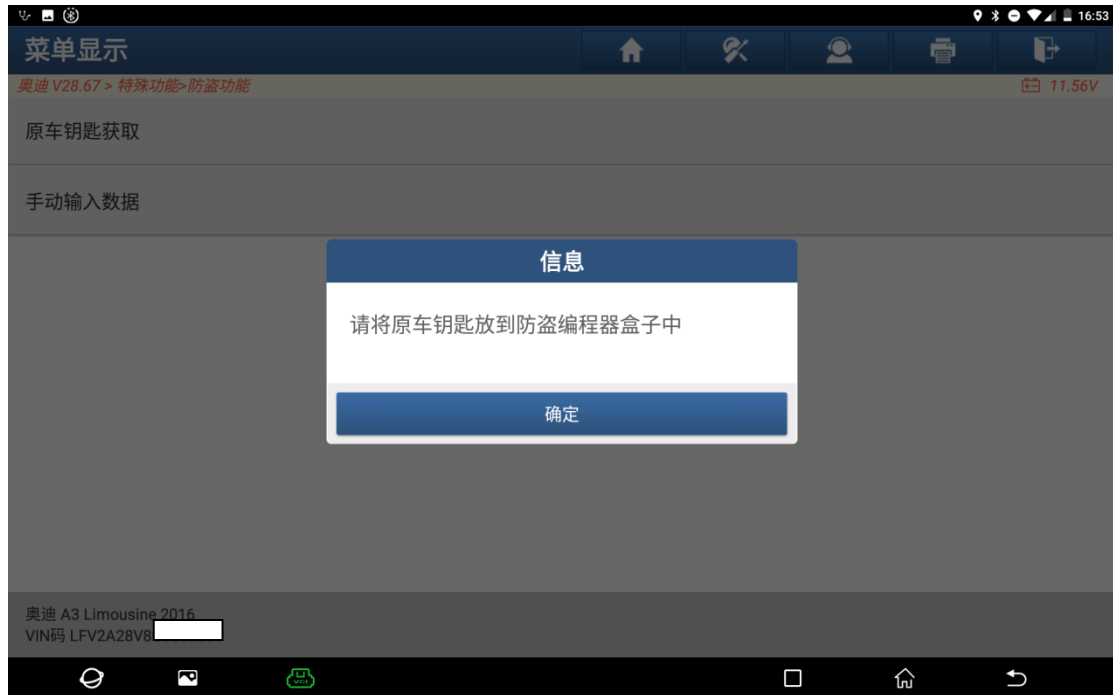 16:53
菜单显示
奥迪 V28.67 > 特殊功能>防盗功能
11.56V
原车钥匙获取
手动输入数据
信息
请将原车钥匙放到防盗编程器盒子中
确定
奥迪 A3 Limousine 2016
VIN码 LFV2A28V8
VCI